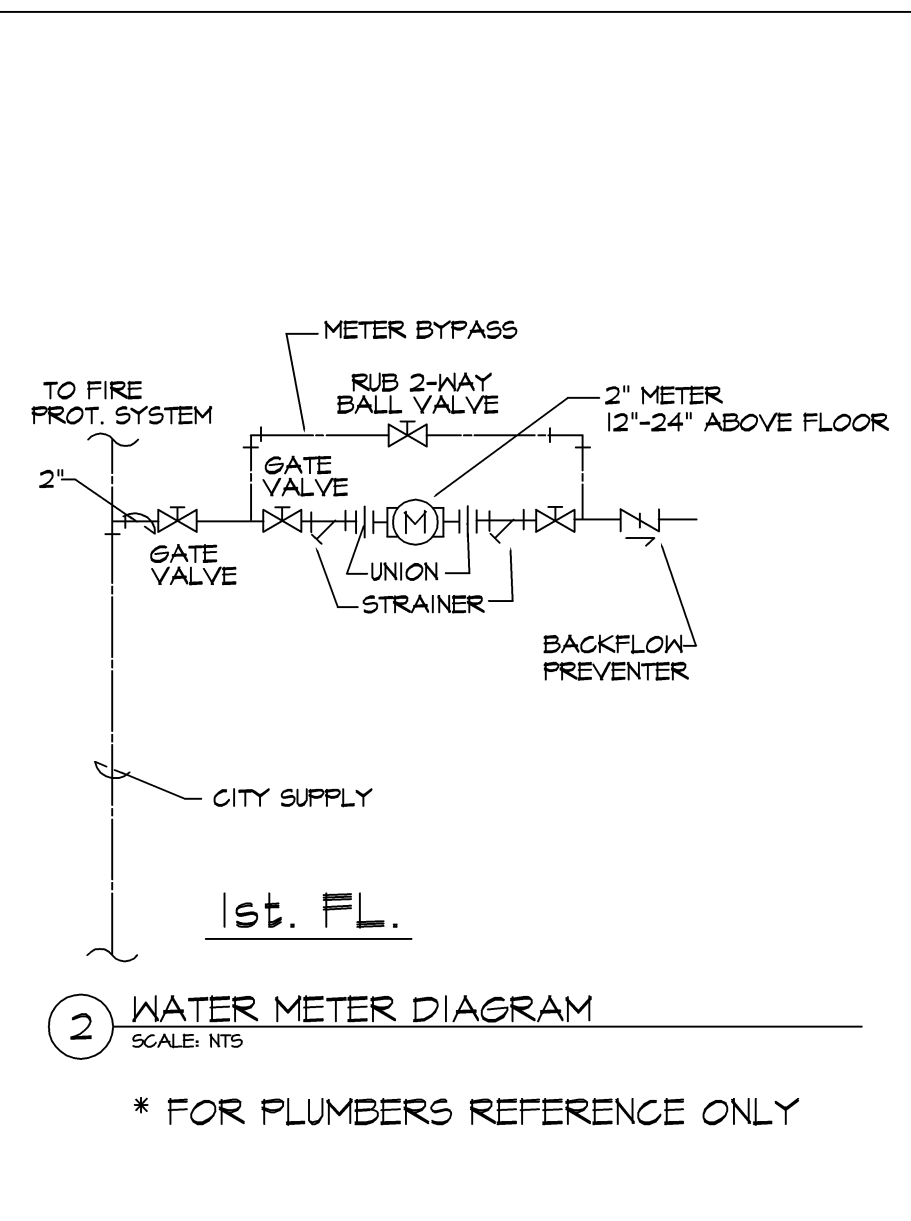 METER BYPASS
RUB 2-WAY
BALL VALVE
TO FIRE
PROT. SYSTEM
2" METER
12"-24" ABOVE FLOOR
2"
GATE
VALVE
M
GATE
VALVE
UNION
STRAINER
BACKFLOW
PREVENTER
CITY SUPPLY
1st. FL.
2
WATER METER DIAGRAM
SCALE: NTS
* FOR PLUMBERS REFERENCE ONLY